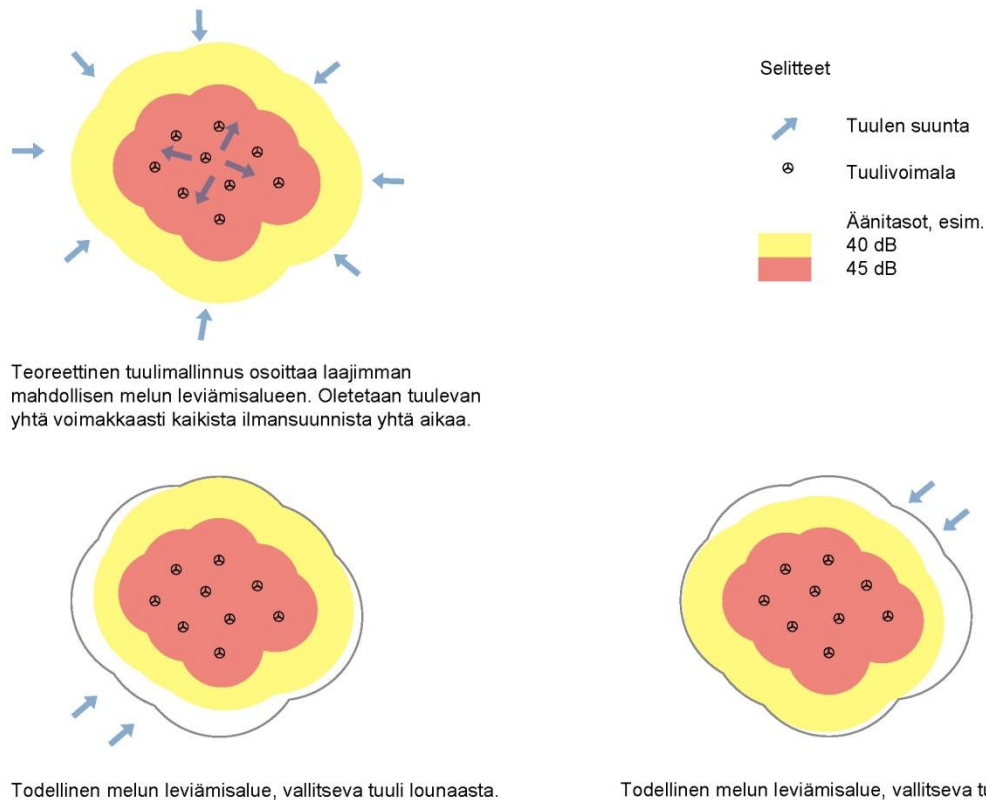 Selitteet
Tuulen suunta
Tuulivoimala
Äänitasot, esim.
40 dB
45 dB
Teoreettinen tuulimallinnus osoittaa laajimman
mahdollisen melun leviämisalueen. Oletetaan tuulevan
yhtä voimakkaasti kaikista ilmansuunnista yhtä aikaa.
Todellinen melun leviämisalue, vallitseva tuuli lounaasta.
Todellinen melun leviämisalue, vallitseva